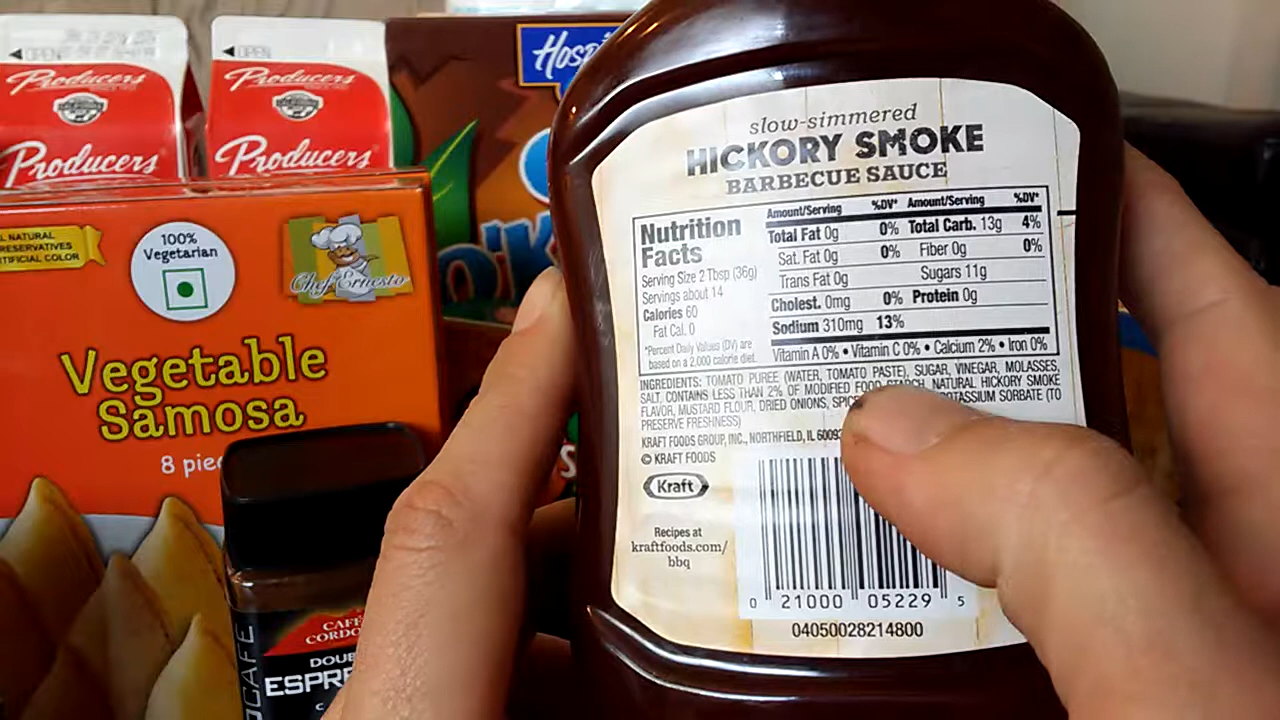 OPEN
OPEN
Producers
Producers
CALIFORNIA
Producers
Producers
Hosp
L NATURAL
RESERVATIVES
TIFICIAL COLOR
100%
Vegetarian
Chef Ernesto
Vegetable
Samosa
8 piec
CAFE
CORDO
DOUB
ESPRE
slow-simmered
HICKORY SMOKE
BARBECUE SAUCE
Nutrition
Facts
Serving Size 2 Tbsp (36g)
Servings about 14
Calories 60
Fat Cal. 0
*Percent Daily Values (DV) are
based on a 2,000 calorie diet.
Amount/Serving %DV* Amount/Serving %DV*
Total Fat 0g 0% Total Carb. 13g 4%
Sat. Fat 0g 0% Fiber 0g 0%
Trans Fat 0g Sugars 11g
Cholest. 0mg 0% Protein 0g
Sodium 310mg 13%
Vitamin A 0% • Vitamin C 0% • Calcium 2% • Iron 0%
INGREDIENTS: TOMATO PUREE (WATER, TOMATO PASTE), SUGAR, VINEGAR, MOLASSES,
SALT, CONTAINS LESS THAN 2% OF MODIFIED FOOD STARCH, NATURAL HICKORY SMOKE
FLAVOR, MUSTARD FLOUR, DRIED ONIONS, SPICE OTASSIUM SORBATE (TO
PRESERVE FRESHNESS)
KRAFT FOODS GROUP, INC., NORTHFIELD, IL 60093
© KRAFT FOODS
Kraft
Recipes at
kraftfoods.com/
bbq
0 21000 05229 5
04050028214800